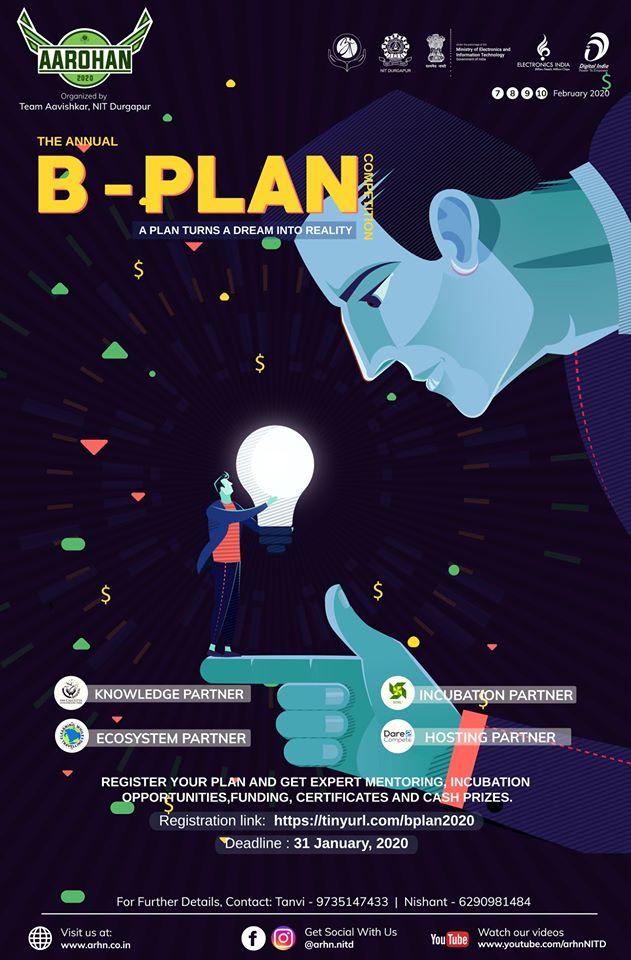 AAROHAN
2020
Organized by
Team Aavishkar, NIT Durgapur
NIT DURGAPUR
Ministry of Electronics and
Information Technology
Government of India
ELECTRONICS INDIA
Digital India
Power To Empower
7 8 9 10 February 2020
THE ANNUAL
B - PLAN
COMPETITION
A PLAN TURNS A DREAM INTO REALITY
KNOWLEDGE PARTNER
INCUBATION PARTNER
ECOSYSTEM PARTNER
Dare2
Compete
HOSTING PARTNER
REGISTER YOUR PLAN AND GET EXPERT MENTORING, INCUBATION
OPPORTUNITIES,FUNDING, CERTIFICATES AND CASH PRIZES.
Registration link: https://tinyurl.com/bplan2020
Deadline : 31 January, 2020
For Further Details, Contact: Tanvi - 9735147433 | Nishant - 6290981484
Visit us at:
www.arhn.co.in
Get Social With Us
@arhn.nitd
YouTube
Watch our videos
www.youtube.com/arhnNITD